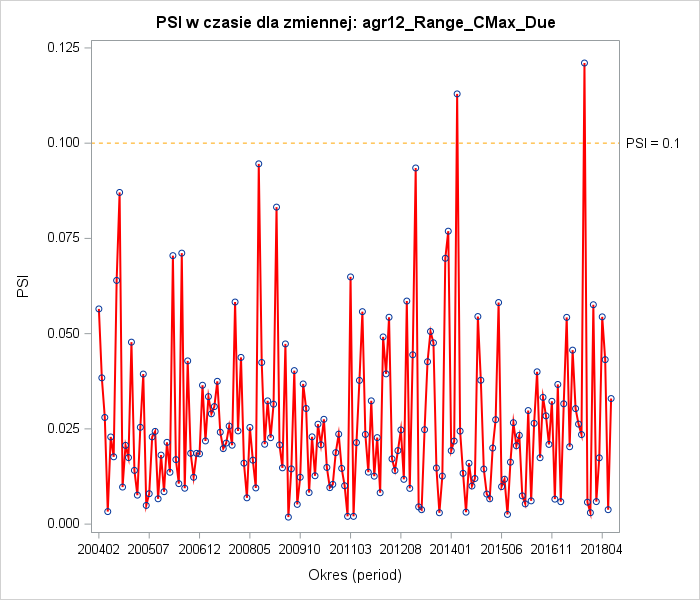 PSI w czasie dla zmiennej: agr12_Range_CMax_Due
0.125
0.100
0.075
0.050
0.025
0.000
PSI
PSI = 0.1
200402 200507 200612 200805 200910 201103 201208 201401 201506 201611 201804
Okres (period)